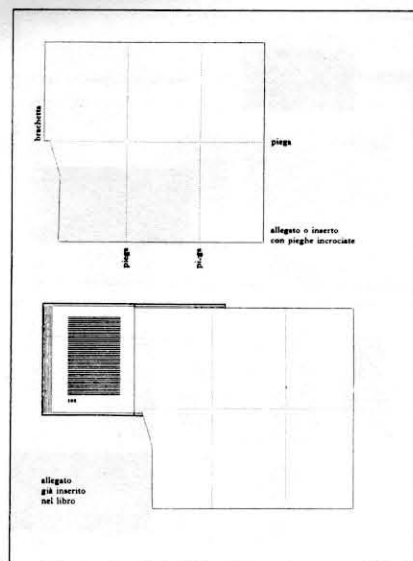 brachetta
piega
allegato o inserto
con pieghe incrociate
piega
piega
allegato
già inserito
nel libro